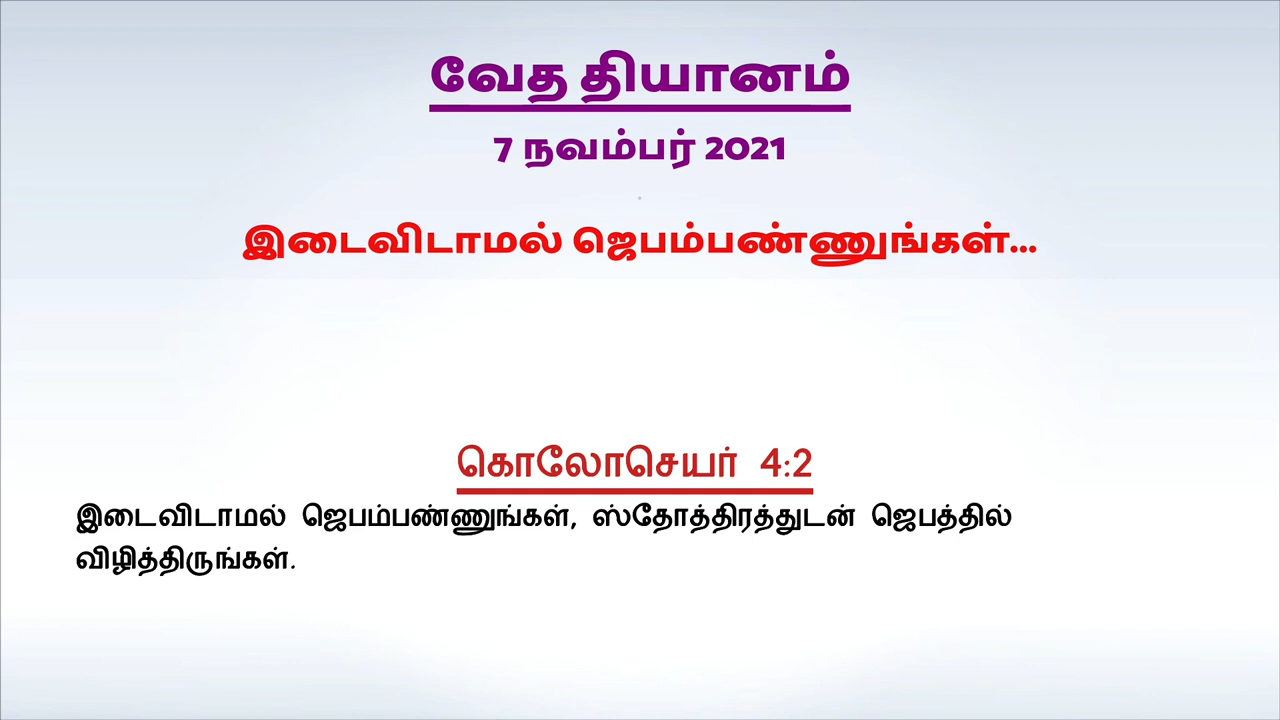 வேத தியானம்
7 நவம்பர் 2021
இடைவிடாமல் ஜெபம்பண்ணுங்கள்...
கொலோசெயர் 4:2
இடைவிடாமல் ஜெபம்பண்ணுங்கள், ஸ்தோத்திரத்துடன் ஜெபத்தில்
விழித்திருங்கள்.